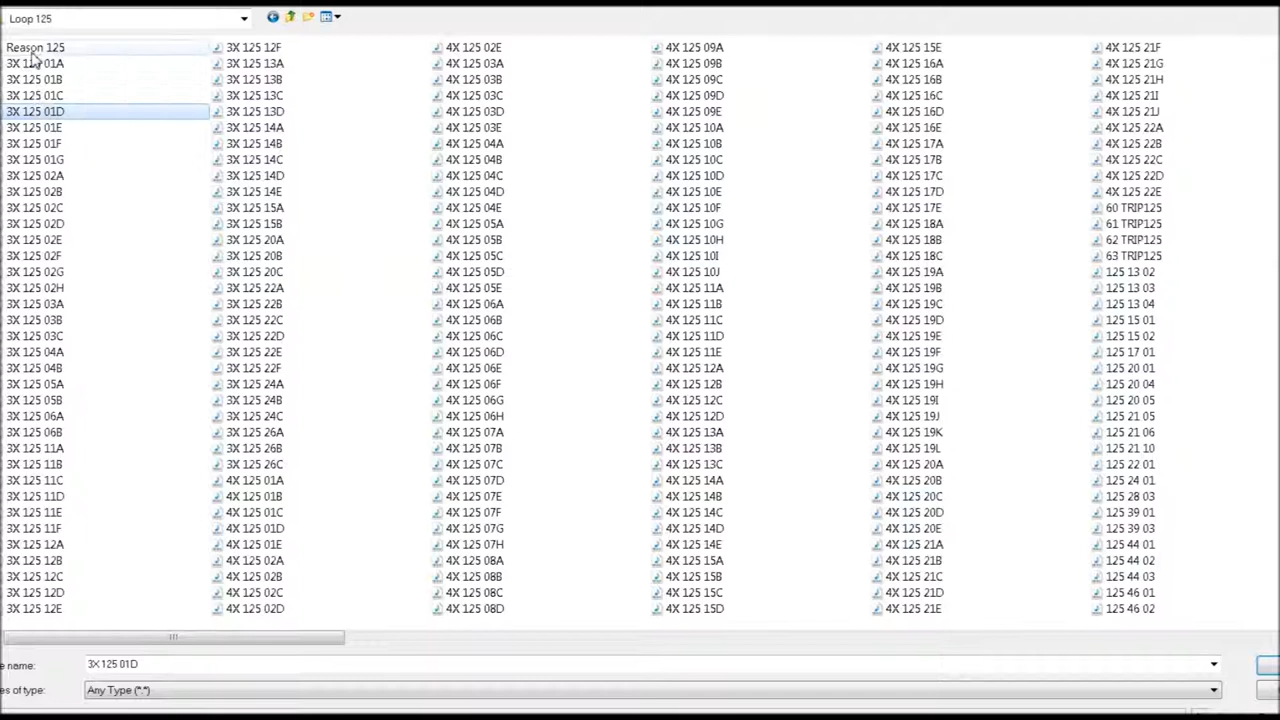 Loop 125
Reason 125
3X 125 01A
3X 125 01B
3X 125 01C
3X 125 01D
3X 125 01E
3X 125 01F
3X 125 01G
3X 125 02A
3X 125 02B
3X 125 02C
3X 125 02D
3X 125 02E
3X 125 02F
3X 125 02G
3X 125 02H
3X 125 03A
3X 125 03B
3X 125 03C
3X 125 04A
3X 125 04B
3X 125 05A
3X 125 05B
3X 125 06A
3X 125 06B
3X 125 11A
3X 125 11B
3X 125 11C
3X 125 11D
3X 125 11E
3X 125 11F
3X 125 12A
3X 125 12B
3X 125 12C
3X 125 12D
3X 125 12E
3X 125 12F
3X 125 13A
3X 125 13B
3X 125 13C
3X 125 13D
3X 125 14A
3X 125 14B
3X 125 14C
3X 125 14D
3X 125 14E
3X 125 15A
3X 125 15B
3X 125 20A
3X 125 20B
3X 125 20C
3X 125 22A
3X 125 22B
3X 125 22C
3X 125 22D
3X 125 22E
3X 125 22F
3X 125 24A
3X 125 24B
3X 125 24C
3X 125 26A
3X 125 26B
3X 125 26C
4X 125 01A
4X 125 01B
4X 125 01C
4X 125 01D
4X 125 01E
4X 125 02A
4X 125 02B
4X 125 02C
4X 125 02D
4X 125 02E
4X 125 03A
4X 125 03B
4X 125 03C
4X 125 03D
4X 125 03E
4X 125 04A
4X 125 04B
4X 125 04C
4X 125 04D
4X 125 04E
4X 125 05A
4X 125 05B
4X 125 05C
4X 125 05D
4X 125 05E
4X 125 06A
4X 125 06B
4X 125 06C
4X 125 06D
4X 125 06E
4X 125 06F
4X 125 06G
4X 125 06H
4X 125 07A
4X 125 07B
4X 125 07C
4X 125 07D
4X 125 07E
4X 125 07F
4X 125 07G
4X 125 07H
4X 125 08A
4X 125 08B
4X 125 08C
4X 125 08D
4X 125 09A
4X 125 09B
4X 125 09C
4X 125 09D
4X 125 09E
4X 125 10A
4X 125 10B
4X 125 10C
4X 125 10D
4X 125 10E
4X 125 10F
4X 125 10G
4X 125 10H
4X 125 10I
4X 125 10J
4X 125 11A
4X 125 11B
4X 125 11C
4X 125 11D
4X 125 11E
4X 125 12A
4X 125 12B
4X 125 12C
4X 125 12D
4X 125 13A
4X 125 13B
4X 125 13C
4X 125 14A
4X 125 14B
4X 125 14C
4X 125 14D
4X 125 14E
4X 125 15A
4X 125 15B
4X 125 15C
4X 125 15D
4X 125 15E
4X 125 16A
4X 125 16B
4X 125 16C
4X 125 16D
4X 125 16E
4X 125 17A
4X 125 17B
4X 125 17C
4X 125 17D
4X 125 17E
4X 125 18A
4X 125 18B
4X 125 18C
4X 125 19A
4X 125 19B
4X 125 19C
4X 125 19D
4X 125 19E
4X 125 19F
4X 125 19G
4X 125 19H
4X 125 19I
4X 125 19J
4X 125 19K
4X 125 19L
4X 125 20A
4X 125 20B
4X 125 20C
4X 125 20D
4X 125 20E
4X 125 21A
4X 125 21B
4X 125 21C
4X 125 21D
4X 125 21E
4X 125 21F
4X 125 21G
4X 125 21H
4X 125 21I
4X 125 21J
4X 125 22A
4X 125 22B
4X 125 22C
4X 125 22D
4X 125 22E
60 TRIP125
61 TRIP125
62 TRIP125
63 TRIP125
125 13 02
125 13 03
125 13 04
125 15 01
125 15 02
125 17 01
125 20 01
125 20 04
125 20 05
125 21 05
125 21 06
125 21 10
125 22 01
125 24 01
125 28 03
125 39 01
125 39 03
125 44 01
125 44 02
125 44 03
125 46 01
125 46 02
e name: 3X 125 01D
es of type: Any Type (*.*)